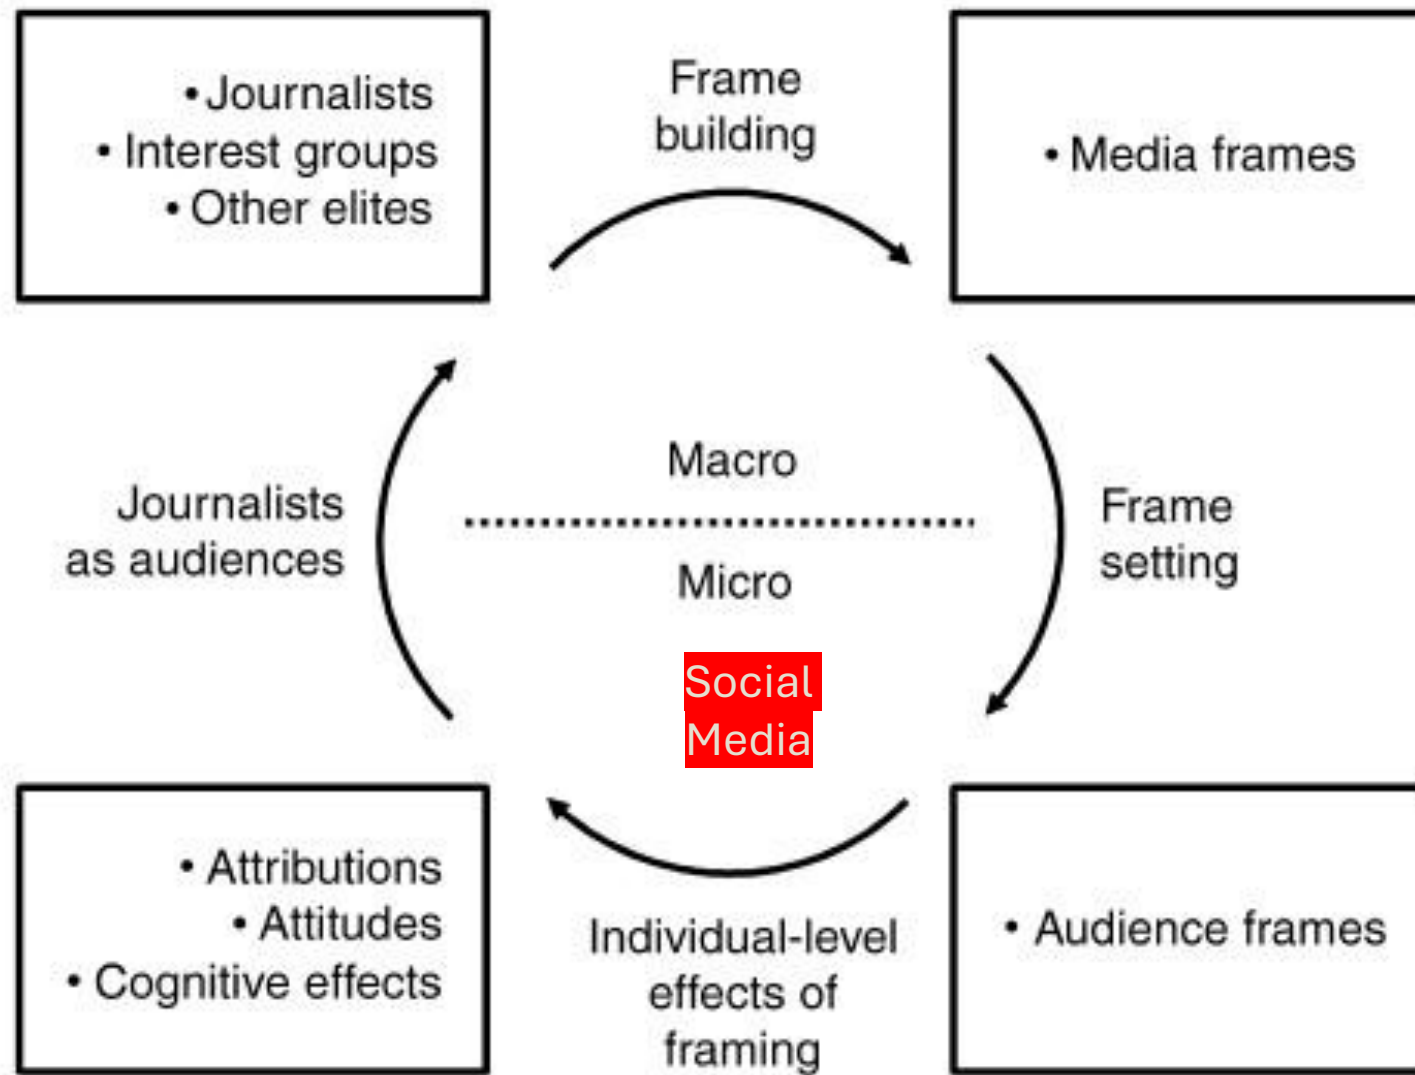 • Journalists
• Interest groups
• Other elites
Frame
building
• Media frames
Journalists
as audiences
Macro
Micro
Frame
setting
Social
Media
• Attributions
• Attitudes
• Cognitive effects
Individual-level
effects of
framing
• Audience frames